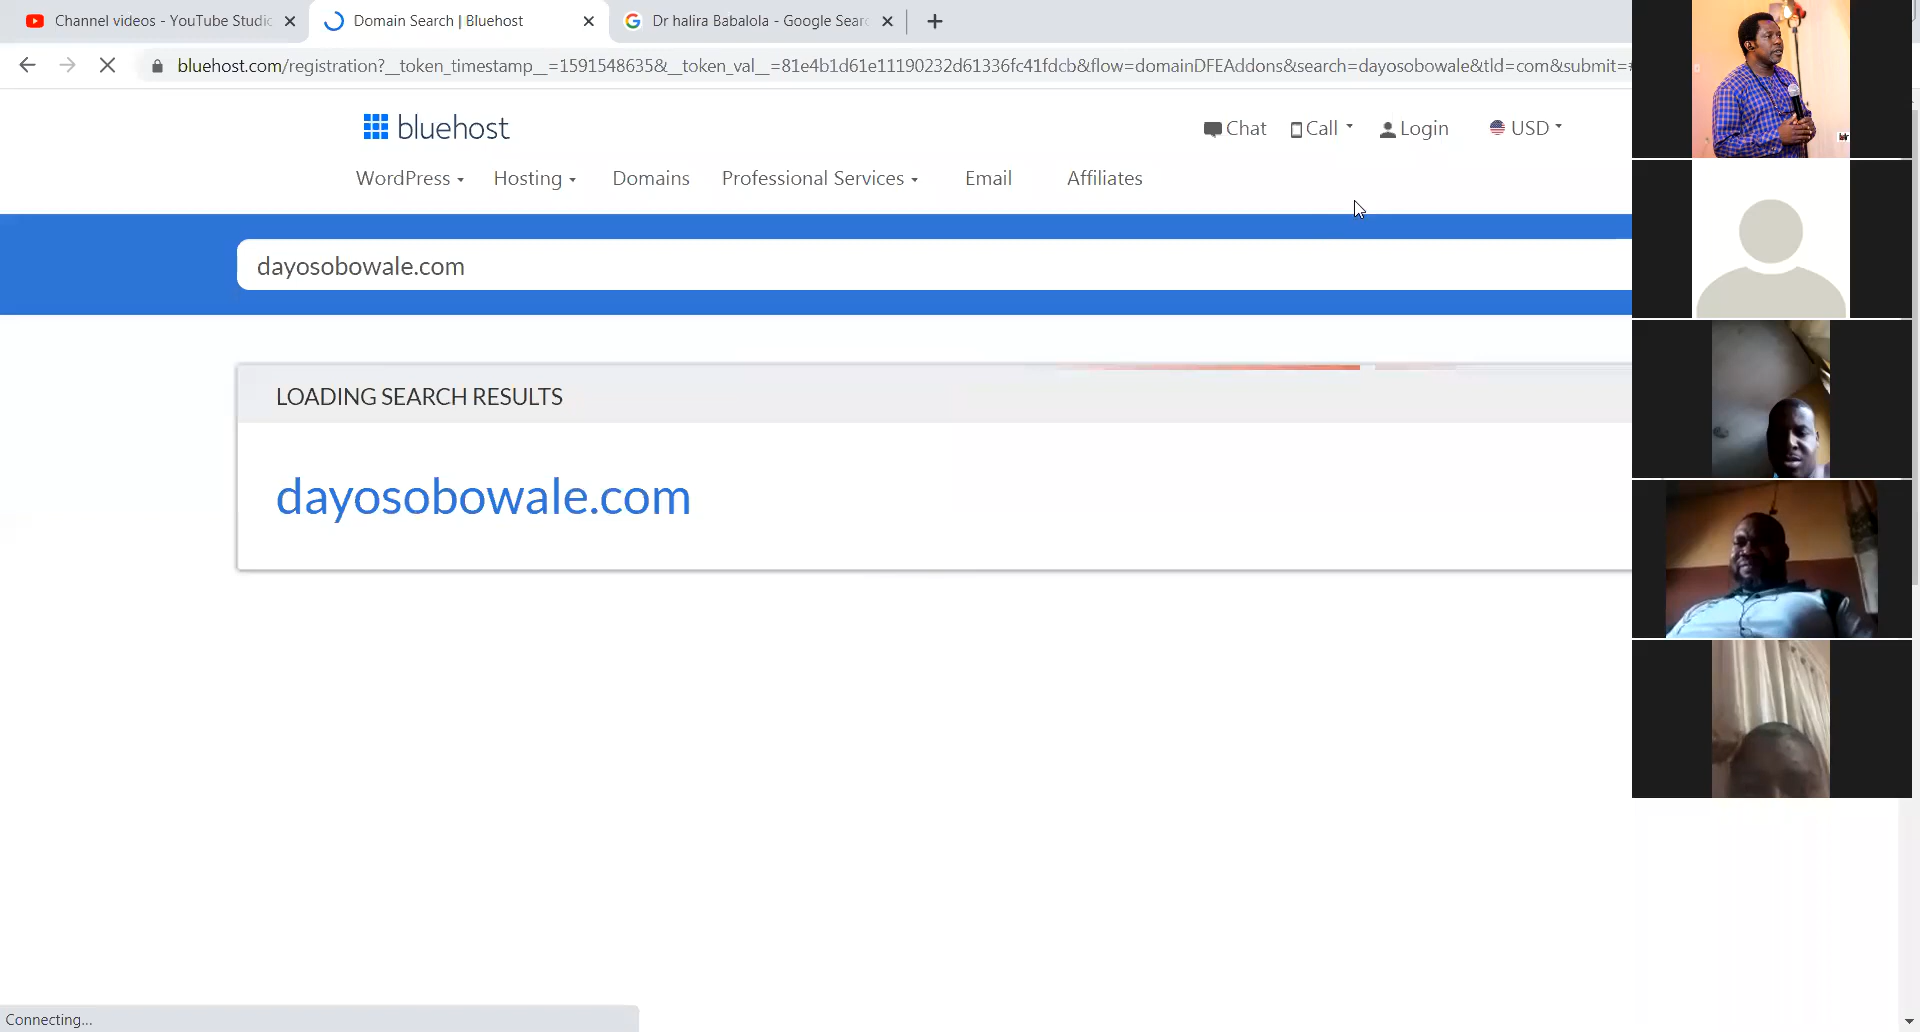 Channel videos - YouTube Studio
Domain Search | Bluehost
Dr halira Babalola - Google Sear
bluehost.com/registration?__token_timestamp__=1591548635&__token_val__=81e4b1d61e11190232d61336fc41fdcb&flow=domainDFEAddons&search=dayosobowale&tld=com&submit=
bluehost
Chat
Call
Login
USD
WordPress
Hosting
Domains
Professional Services
Email
Affiliates
dayosobowale.com
LOADING SEARCH RESULTS
dayosobowale.com
Connecting...